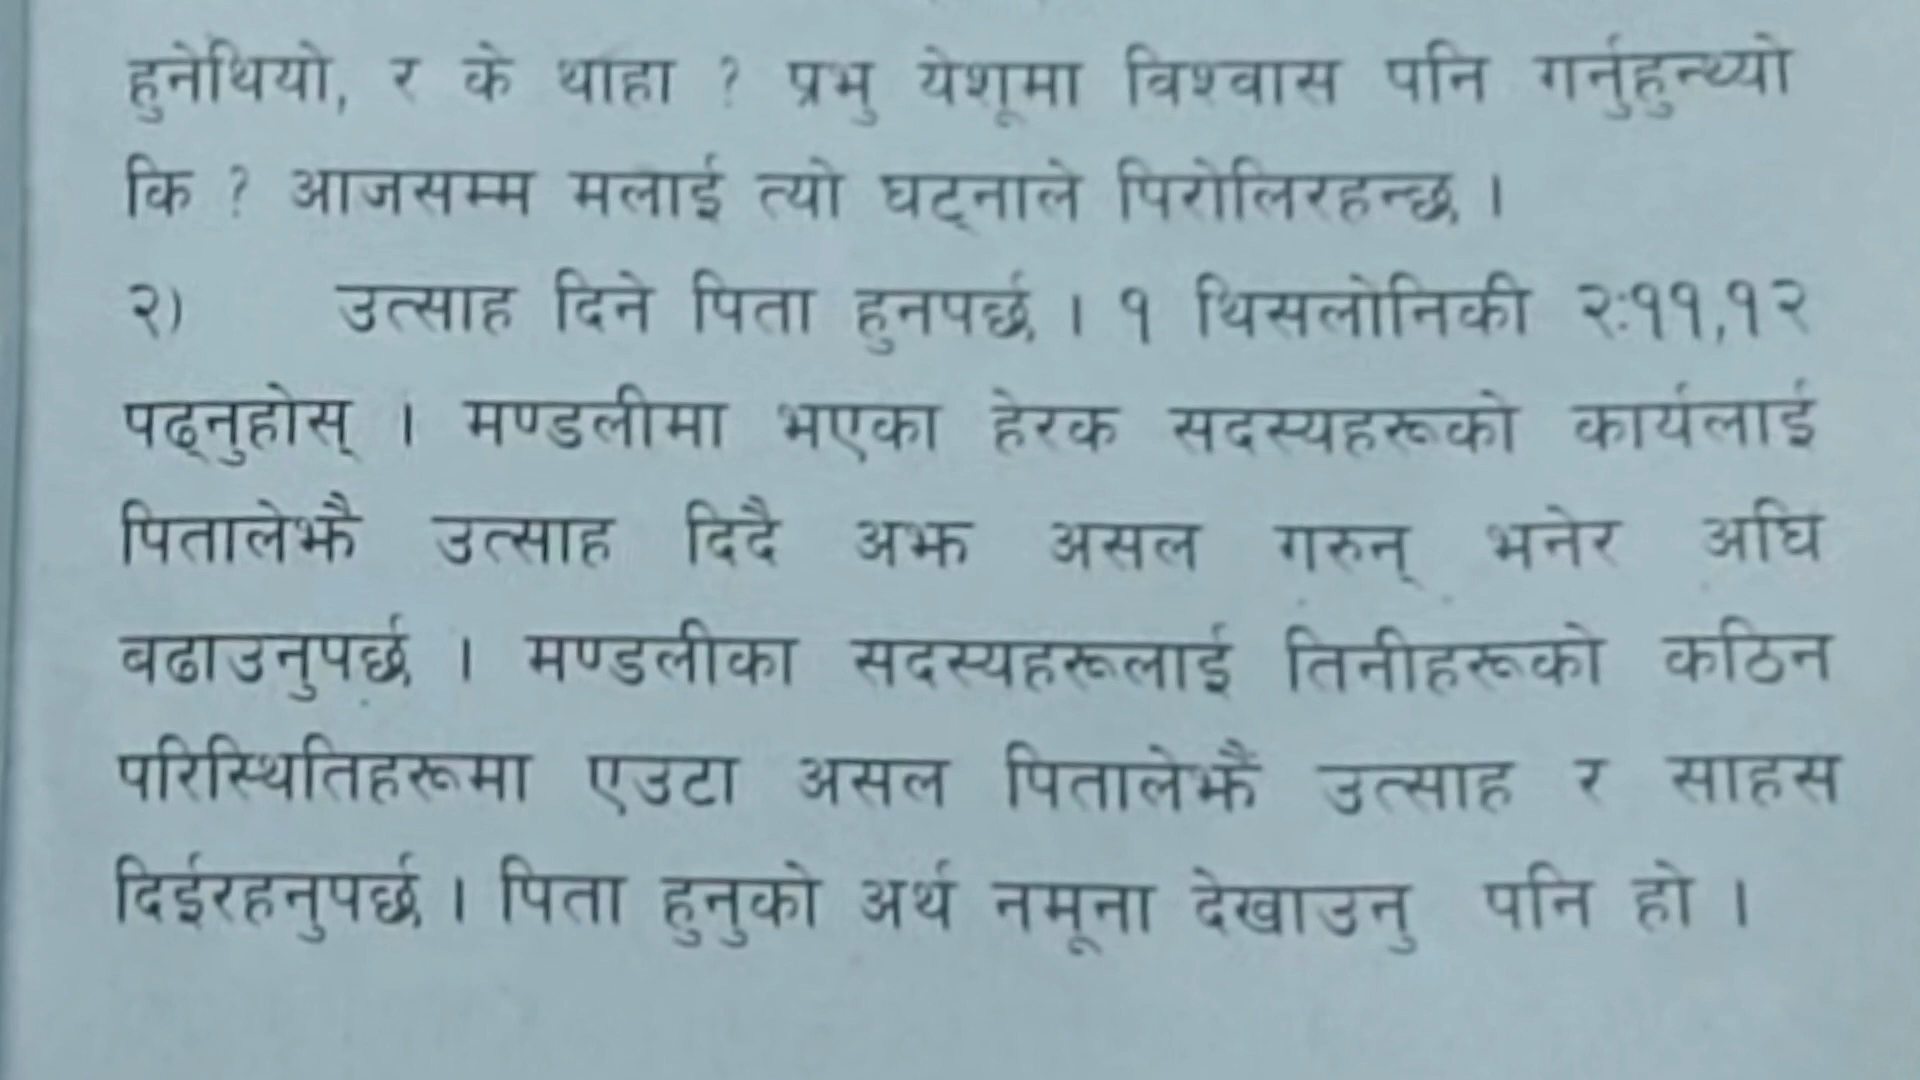 हुनेथियो, र के थाहा ? प्रभु येशूमा विश्वास पनि गर्नुहुन्थ्यो
कि ? आजसम्म मलाई त्यो घट्नाले पिरोलिरहन्छ ।
२) उत्साह दिने पिता हुनपर्छ । १ थिसलोनिकी २:११,१२
पढ्नुहोस् । मण्डलीमा भएका हेरक सदस्यहरूको कार्यलाई
पितालेझै उत्साह दिदै अझ असल गरुन् भनेर अघि
बढाउनुपर्छ । मण्डलीका सदस्यहरूलाई तिनीहरूको कठिन
परिस्थितिहरूमा एउटा असल पितालेझै उत्साह र साहस
दिईरहनुपर्छ । पिता हुनुको अर्थ नमूना देखाउनु पनि हो ।